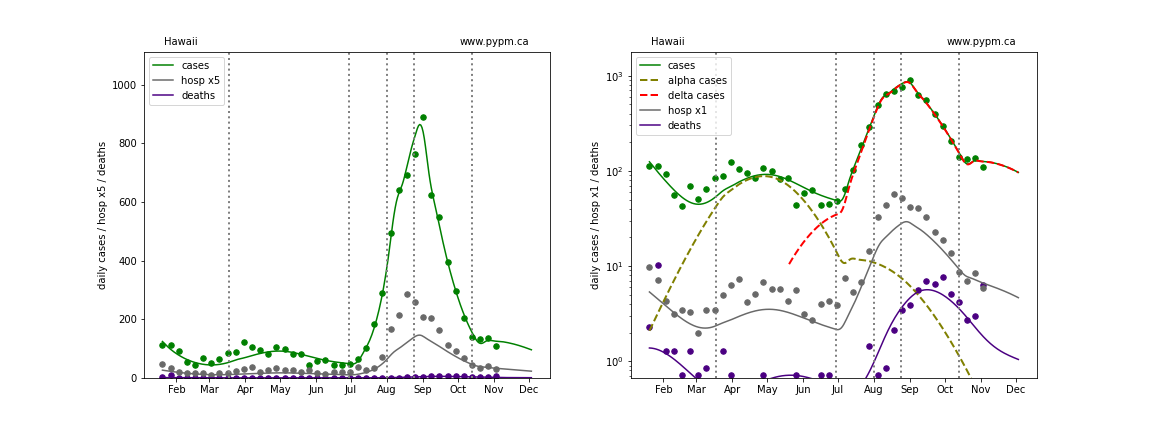 Hawaii www.pypm.ca
cases
hosp x5
deaths
daily cases / hosp x5 / deaths
1000
800
600
400
200
0
Feb Mar Apr May Jun Jul Aug Sep Oct Nov Dec
Hawaii www.pypm.ca
cases
alpha cases
delta cases
hosp x1
deaths
daily cases / hosp x1 / deaths
10³
10²
10¹
10⁰
Feb Mar Apr May Jun Jul Aug Sep Oct Nov Dec